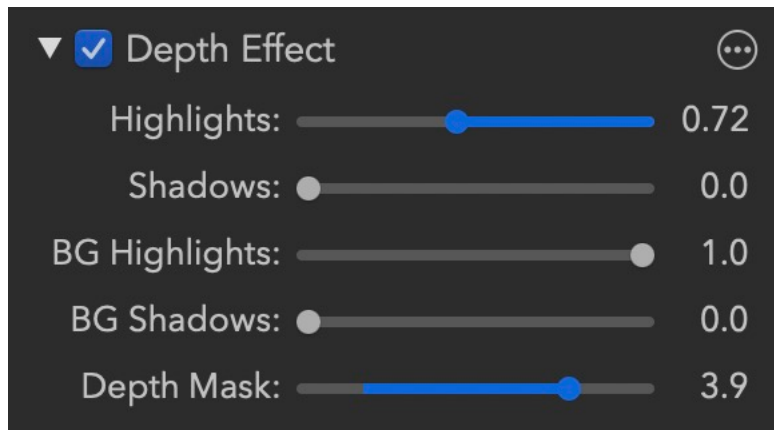 Depth Effect
Highlights: 0.72
Shadows: 0.0
BG Highlights: 1.0
BG Shadows: 0.0
Depth Mask: 3.9